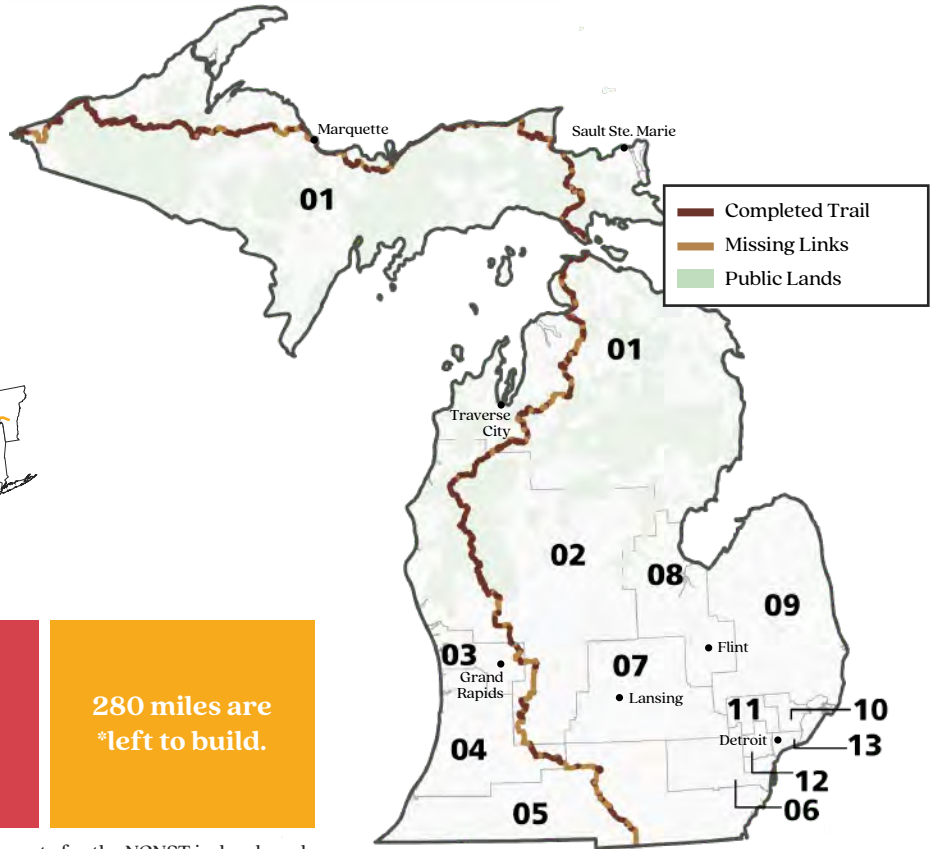 Marquette
Sault Ste. Marie
01
Completed Trail
Missing Links
Public Lands
01
Traverse
City
02
08
09
03
Grand
Rapids
07
Flint
Lansing
11
10
Detroit
13
04
12
06
05
280 miles are
*left to build.